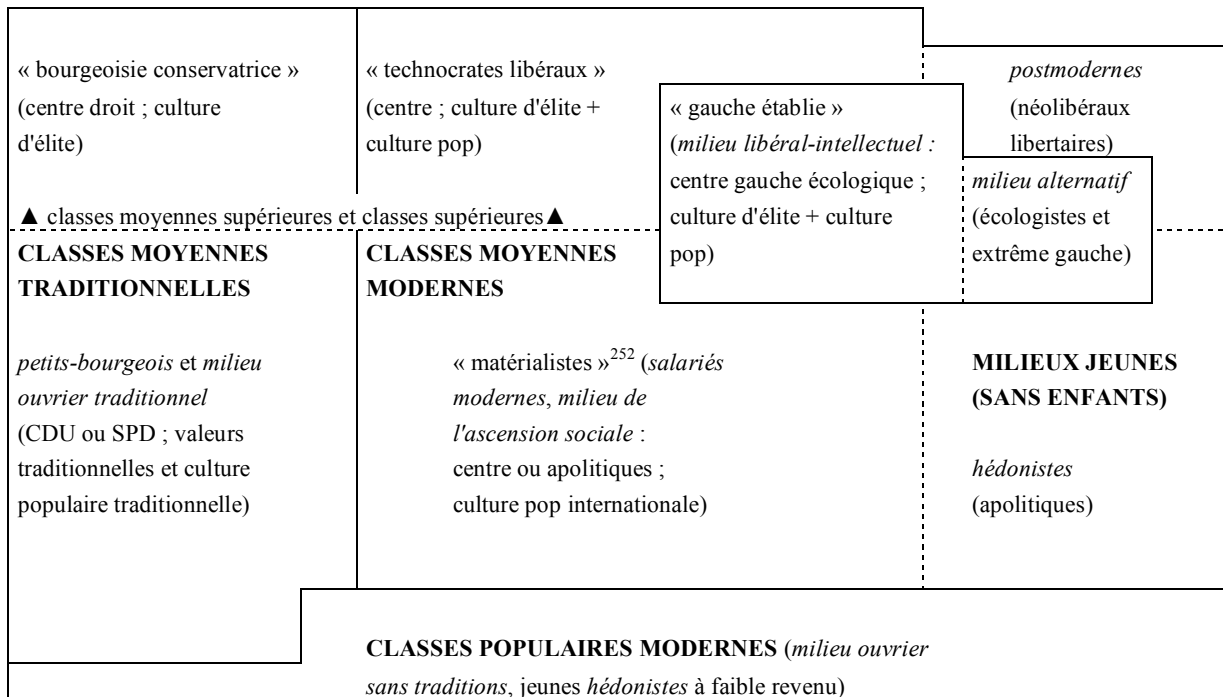 « bourgeoisie conservatrice »
(centre droit ; culture
d'élite)
« technocrates libéraux »
(centre ; culture d'élite +
culture pop)
« gauche établie »
(milieu libéral-intellectuel :
centre gauche écologique ;
culture d'élite + culture
pop)
postmodernes
(néolibéraux
libertaires)
milieu alternatif
(écologistes et
extrême gauche)
▲ classes moyennes supérieures et classes supérieures▲
CLASSES MOYENNES
TRADITIONNELLES
petits-bourgeois et milieu
ouvrier traditionnel
(CDU ou SPD ; valeurs
traditionnelles et culture
populaire traditionnelle)
CLASSES MOYENNES
MODERNES
« matérialistes »252 (salariés
modernes, milieu de
l'ascension sociale :
centre ou apolitiques ;
culture pop internationale)
MILIEUX JEUNES
(SANS ENFANTS)
hédonistes
(apolitiques)
CLASSES POPULAIRES MODERNES (milieu ouvrier
sans traditions, jeunes hédonistes à faible revenu)